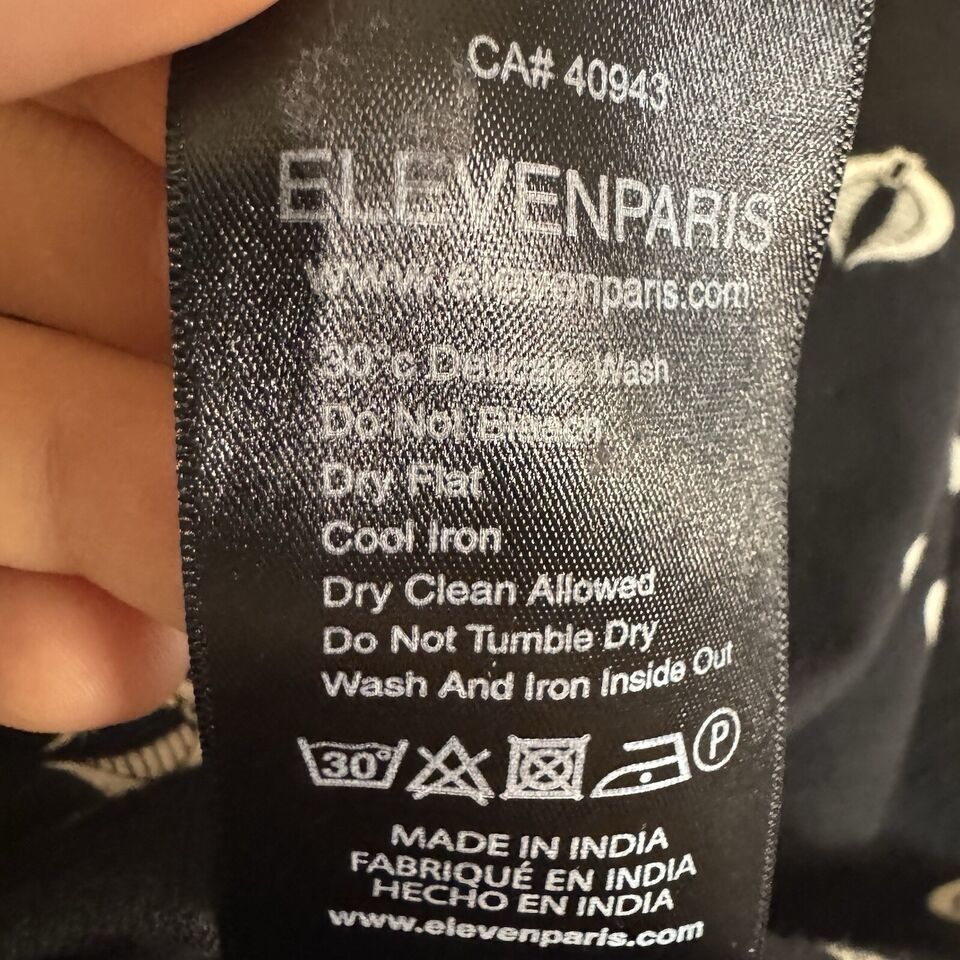 CA# 40943
ELEVENPARIS
www.elevenparis.com
30°c Delicate Wash
Do Not Bleach
Dry Flat
Cool Iron
Dry Clean Allowed
Do Not Tumble Dry
Wash And Iron Inside Out
30° P
MADE IN INDIA
FABRIQUÉ EN INDIA
HECHO EN INDIA
www.elevenparis.com